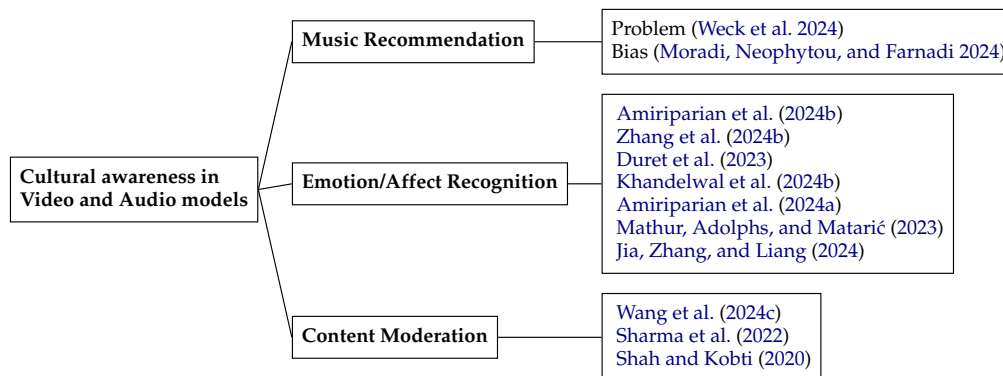 Cultural awareness in
Video and Audio models
Music Recommendation
Problem (Weck et al. 2024)
Bias (Moradi, Neophytou, and Farnadi 2024)
Emotion/Affect Recognition
Amiriparian et al. (2024b)
Zhang et al. (2024b)
Duret et al. (2023)
Khandelwal et al. (2024b)
Amiriparian et al. (2024a)
Mathur, Adolphs, and Matarić (2023)
Jia, Zhang, and Liang (2024)
Content Moderation
Wang et al. (2024c)
Sharma et al. (2022)
Shah and Kobti (2020)